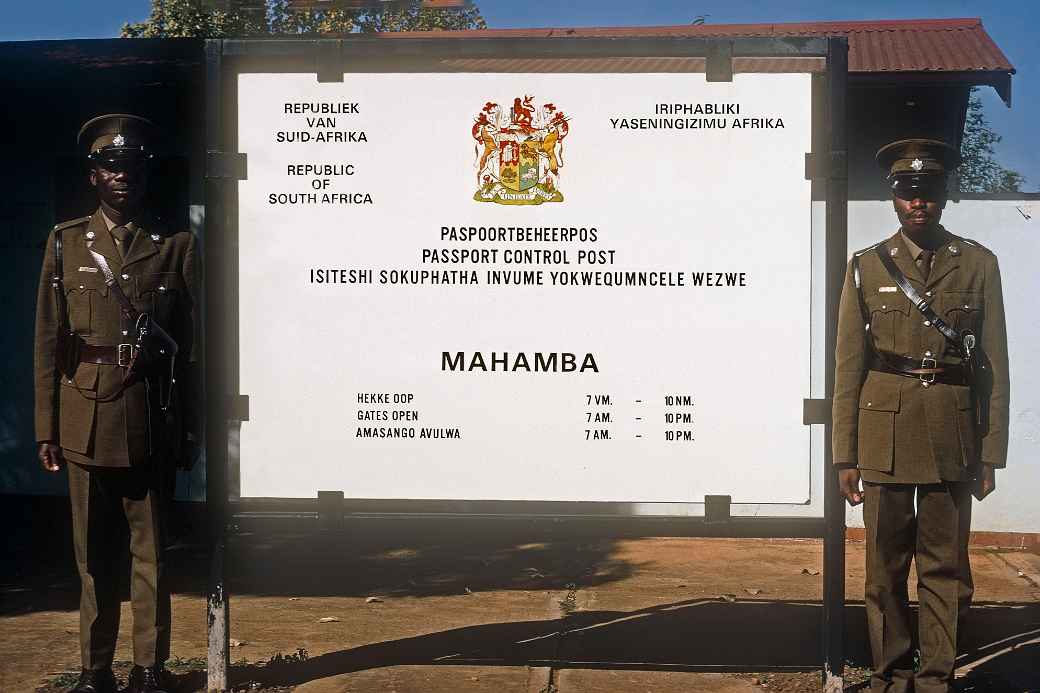 REPUBLIEK
VAN
SUID-AFRIKA
REPUBLIC
OF
SOUTH AFRICA
IRIPHABLIKI
YASENINGIZIMU AFRIKA
PASPOORTBEHEERPOS
PASSPORT CONTROL POST
ISITESHI SOKUPHATHA INVUME YOKWEQUMNCELE WEZWE
MAHAMBA
HEKKE OOP 7 VM. – 10 NM.
GATES OPEN 7 AM. – 10 PM.
AMASANGO AVULWA 7 AM. – 10 PM.